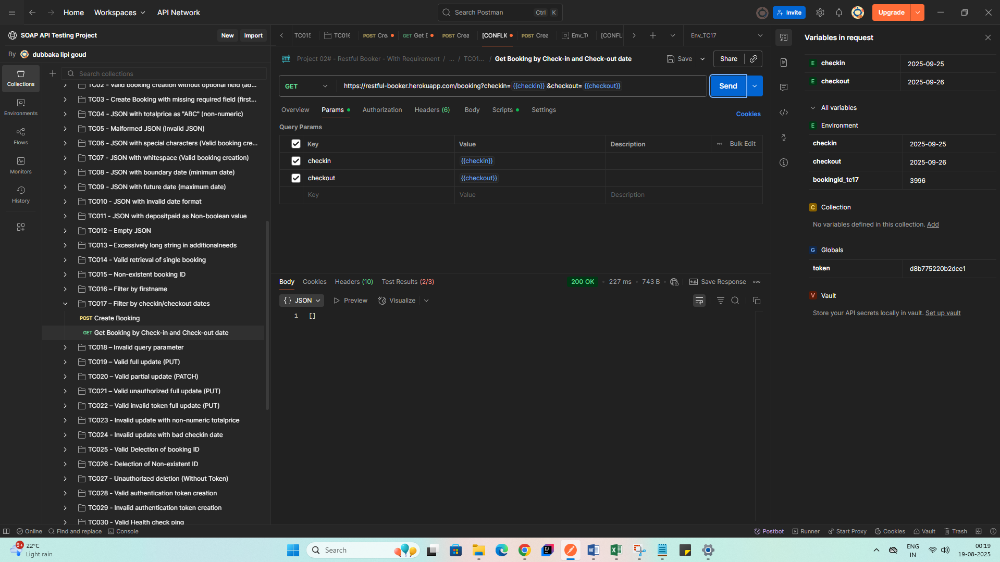 Home
Workspaces
API Network
Search Postman
Ctrl
K
Invite
Upgrade
SOAP API Testing Project
New
Import
By
dubbaka lipi goud
Collections
Environments
Flows
Monitors
History
Search collections
TC02 - Valid booking creation without optional field (ad...
TC03 - Create Booking with missing required field (first...
TC04 - JSON with totalprice as "ABC" (non-numeric)
TC05 - Malformed JSON (Invalid JSON)
TC06 - JSON with special characters (Valid booking cre...
TC07 - JSON with whitespace (Valid booking creation)
TC08 - JSON with boundary date (minimum date)
TC09 - JSON with future date (maximum date)
TC010 - JSON with invalid date format
TC011 - JSON with depositpaid as Non-boolean value
TC012 – Empty JSON
TC013 – Excessively long string in additionalneeds
TC014 - Valid retrieval of single booking
TC015 – Non-existent booking ID
TC016 – Filter by firstname
TC017 – Filter by checkin/checkout dates
POST Create Booking
GET Get Booking by Check-in and Check-out date
TC018 – Invalid query parameter
TC019 – Valid full update (PUT)
TC020 – Valid partial update (PATCH)
TC021 – Valid unauthorized full update (PUT)
TC022 – Valid invalid token full update (PUT)
TC023 - Invalid update with non-numeric totalprice
TC024 - Invalid update with bad checkin date
TC025 - Valid Delection of booking ID
TC026 - Delection of Non-existent ID
TC027 - Unauthorized deletion (Without Token)
TC028 - Valid authentication token creation
TC029 - Invalid authentication token creation
TC030 - Valid Health check ping
TC015
TC016
POST Cre
GET Get E
POST Crea
[CONFLIC
POST Crea
Env_T
[CONFLI
Env_TC17
HTTP
Project 02# - Restful Booker - With Requirement / ... / TC01... / Get Booking by Check-in and Check-out date
Save
Share
GET
https://restful-booker.herokuapp.com/booking?checkin= {{checkin}} &checkout= {{checkout}}
Send
Overview
Params
Authorization
Headers (6)
Body
Scripts
Settings
Cookies
Query Params
Key
Value
Description
Bulk Edit
checkin
{{checkin}}
checkout
{{checkout}}
Key
Value
Description
Body
Cookies
Headers (10)
Test Results (2/3)
200 OK
227 ms
743 B
e.g.
Save Response
{} JSON
Preview
Visualize
1
[]
Variables in request
E checkin
2025-09-25
E checkout
2025-09-26
All variables
E Environment
checkin
2025-09-25
checkout
2025-09-26
bookingid_tc17
3996
C Collection
No variables defined in this collection. Add
G Globals
token
d8b775220b2dce1
V Vault
Store your API secrets locally in vault. Set up vault
Online
Find and replace
Console
Postbot
Runner
Start Proxy
Cookies
Vault
Trash
9+
22°C
Light rain
Search
ENG
IN
00:19
19-08-2025